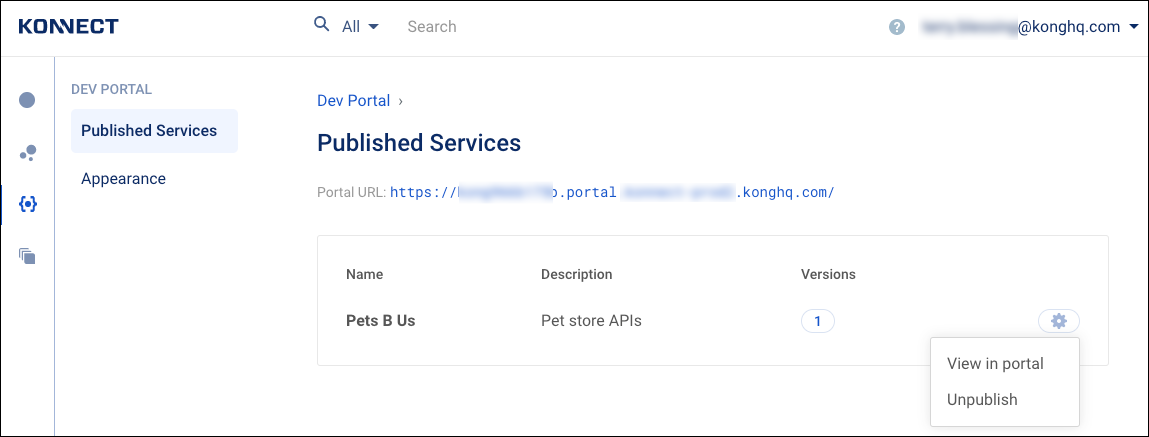 KONNECT
All
Search
?
@konghq.com
DEV PORTAL
Published Services
Appearance
Dev Portal ›
Published Services
Portal URL: https:// .portal .konghq.com/
Name Description Versions
Pets B Us Pet store APIs 1
View in portal
Unpublish